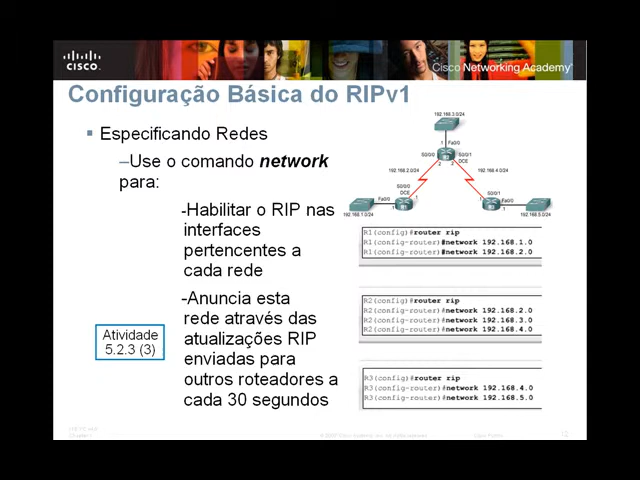 CISCO
Cisco Networking Academy
Configuração Básica do RIPv1
Especificando Redes
–Use o comando network
para:
-Habilitar o RIP nas
interfaces
pertencentes a
cada rede
-Anuncia esta
rede através das
atualizações RIP
enviadas para
outros roteadores a
cada 30 segundos
Atividade
5.2.3 (3)
192.168.3.0/24
Fa0/0
S0/0/0
S0/0/1
DCE
192.168.2.0/24
192.168.4.0/24
S0/0/0
DCE
S0/0/1
Fa0/0
Fa0/0
192.168.1.0/24
192.168.5.0/24
R1(config)#router rip
R1(config-router)#network 192.168.1.0
R1(config-router)#network 192.168.2.0
R2(config)#router rip
R2(config-router)#network 192.168.2.0
R2(config-router)#network 192.168.3.0
R2(config-router)#network 192.168.4.0
R3(config)#router rip
R3(config-router)#network 192.168.4.0
R3(config-router)#network 192.168.5.0
12